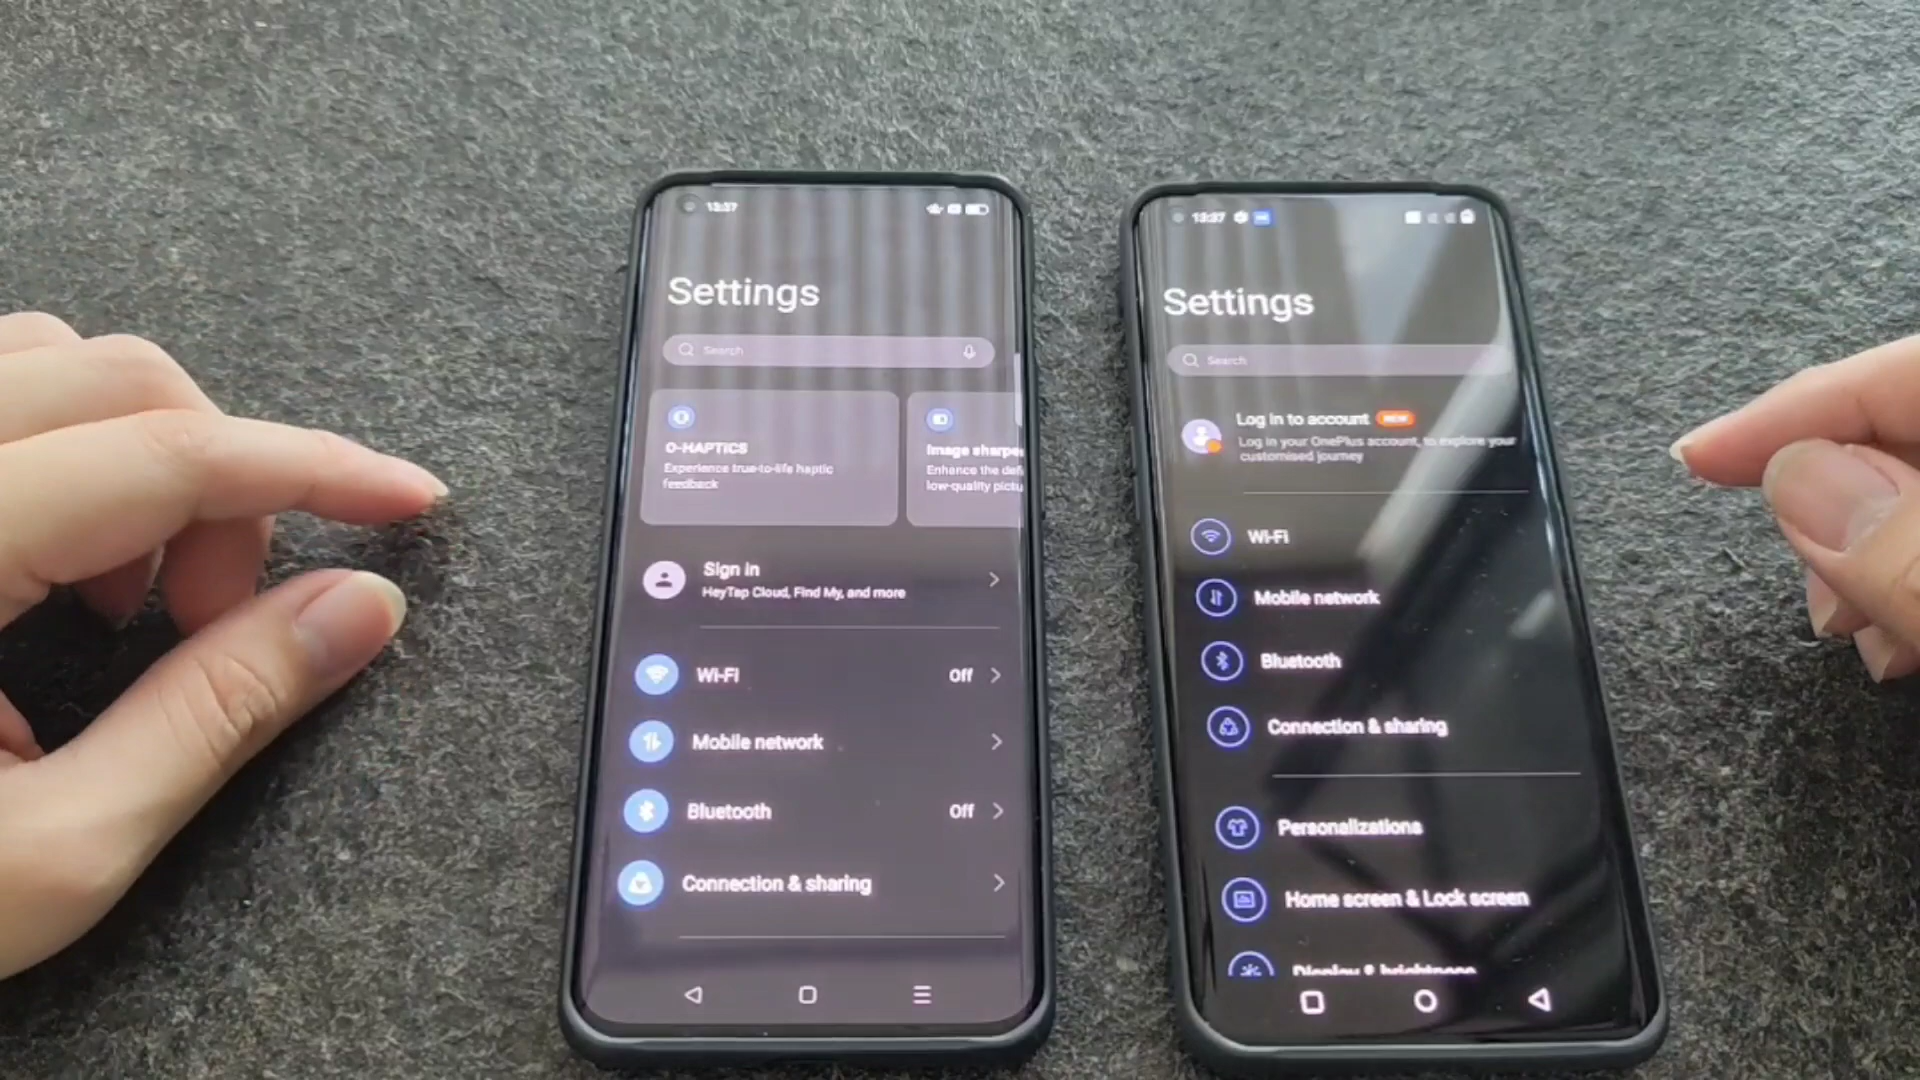 13:37
Settings
Search
O-HAPTICS
Experience true-to-life haptic
feedback
Image sharpe
Enhance the defi
low-quality pictu
Sign in
HeyTap Cloud, Find My, and more
Wi-Fi
Off
Mobile network
Bluetooth
Off
Connection & sharing
13:37
Settings
Search
Log in to account
NEW
Log in your OnePlus account, to explore your
customised journey
Wi-Fi
Mobile network
Bluetooth
Connection & sharing
Personalizations
Home screen & Lock screen
Display & brightness